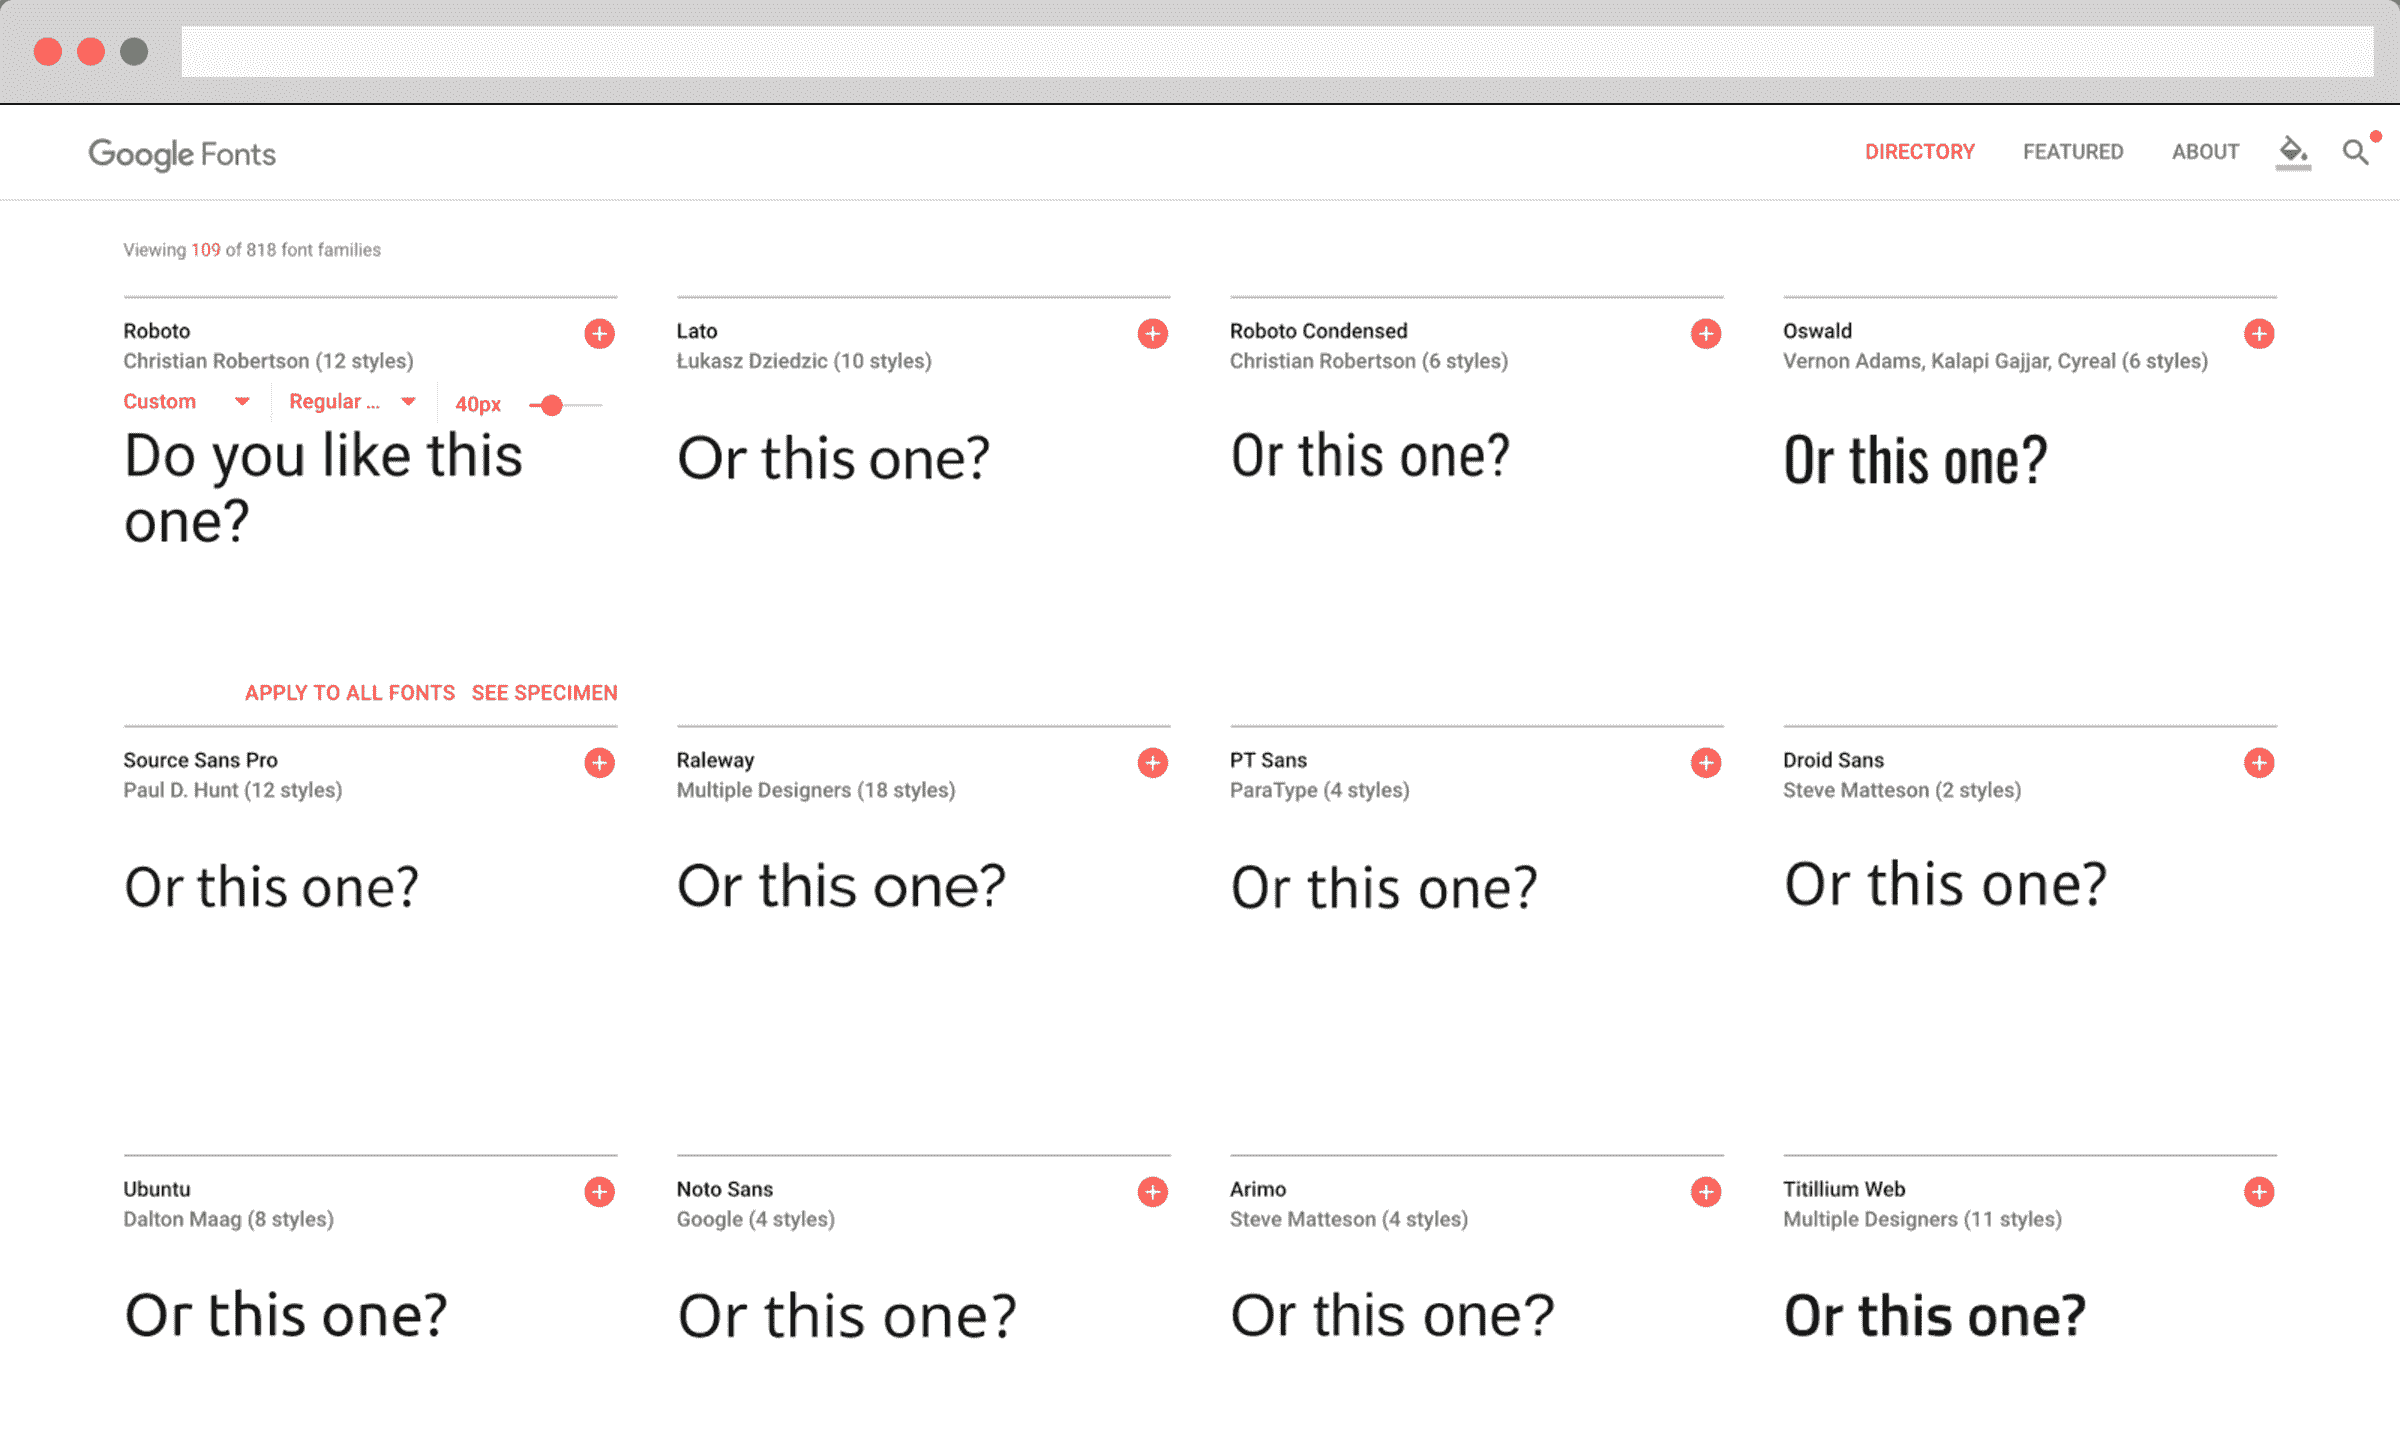 Google Fonts
DIRECTORY FEATURED ABOUT
Viewing 109 of 818 font families
Roboto
Christian Robertson (12 styles)
Custom Regular ... 40px
Do you like this
one?
APPLY TO ALL FONTS SEE SPECIMEN
Lato
Łukasz Dziedzic (10 styles)
Or this one?
Roboto Condensed
Christian Robertson (6 styles)
Or this one?
Oswald
Vernon Adams, Kalapi Gajjar, Cyreal (6 styles)
Or this one?
Source Sans Pro
Paul D. Hunt (12 styles)
Or this one?
Raleway
Multiple Designers (18 styles)
Or this one?
PT Sans
ParaType (4 styles)
Or this one?
Droid Sans
Steve Matteson (2 styles)
Or this one?
Ubuntu
Dalton Maag (8 styles)
Or this one?
Noto Sans
Google (4 styles)
Or this one?
Arimo
Steve Matteson (4 styles)
Or this one?
Titillium Web
Multiple Designers (11 styles)
Or this one?